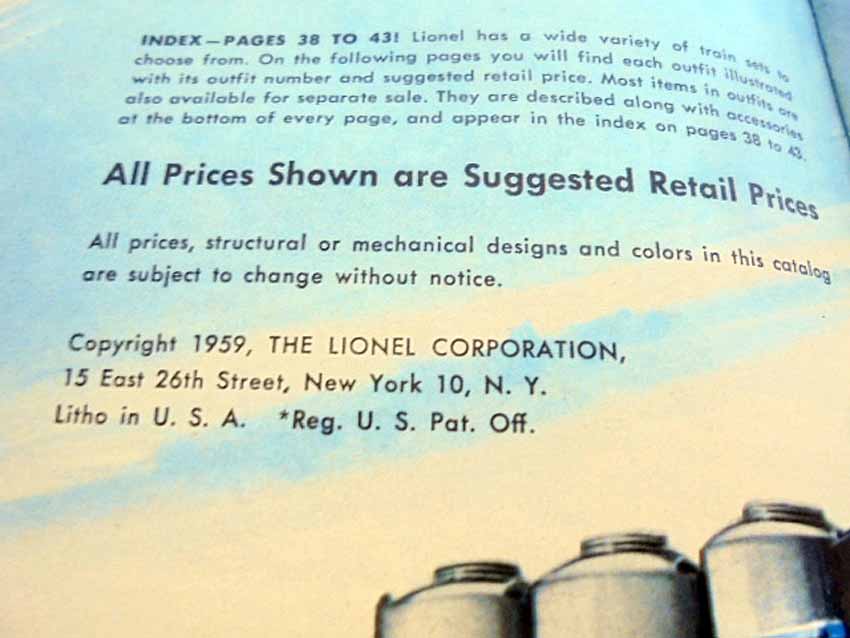 INDEX—PAGES 38 TO 43! Lionel has a wide variety of train sets to
choose from. On the following pages you will find each outfit illustrated
with its outfit number and suggested retail price. Most items in outfits are
also available for separate sale. They are described along with accessories
at the bottom of every page, and appear in the index on pages 38 to 43.
All Prices Shown are Suggested Retail Prices
All prices, structural or mechanical designs and colors in this catalog
are subject to change without notice.
Copyright 1959, THE LIONEL CORPORATION,
15 East 26th Street, New York 10, N. Y.
Litho in U. S. A. *Reg. U. S. Pat. Off.